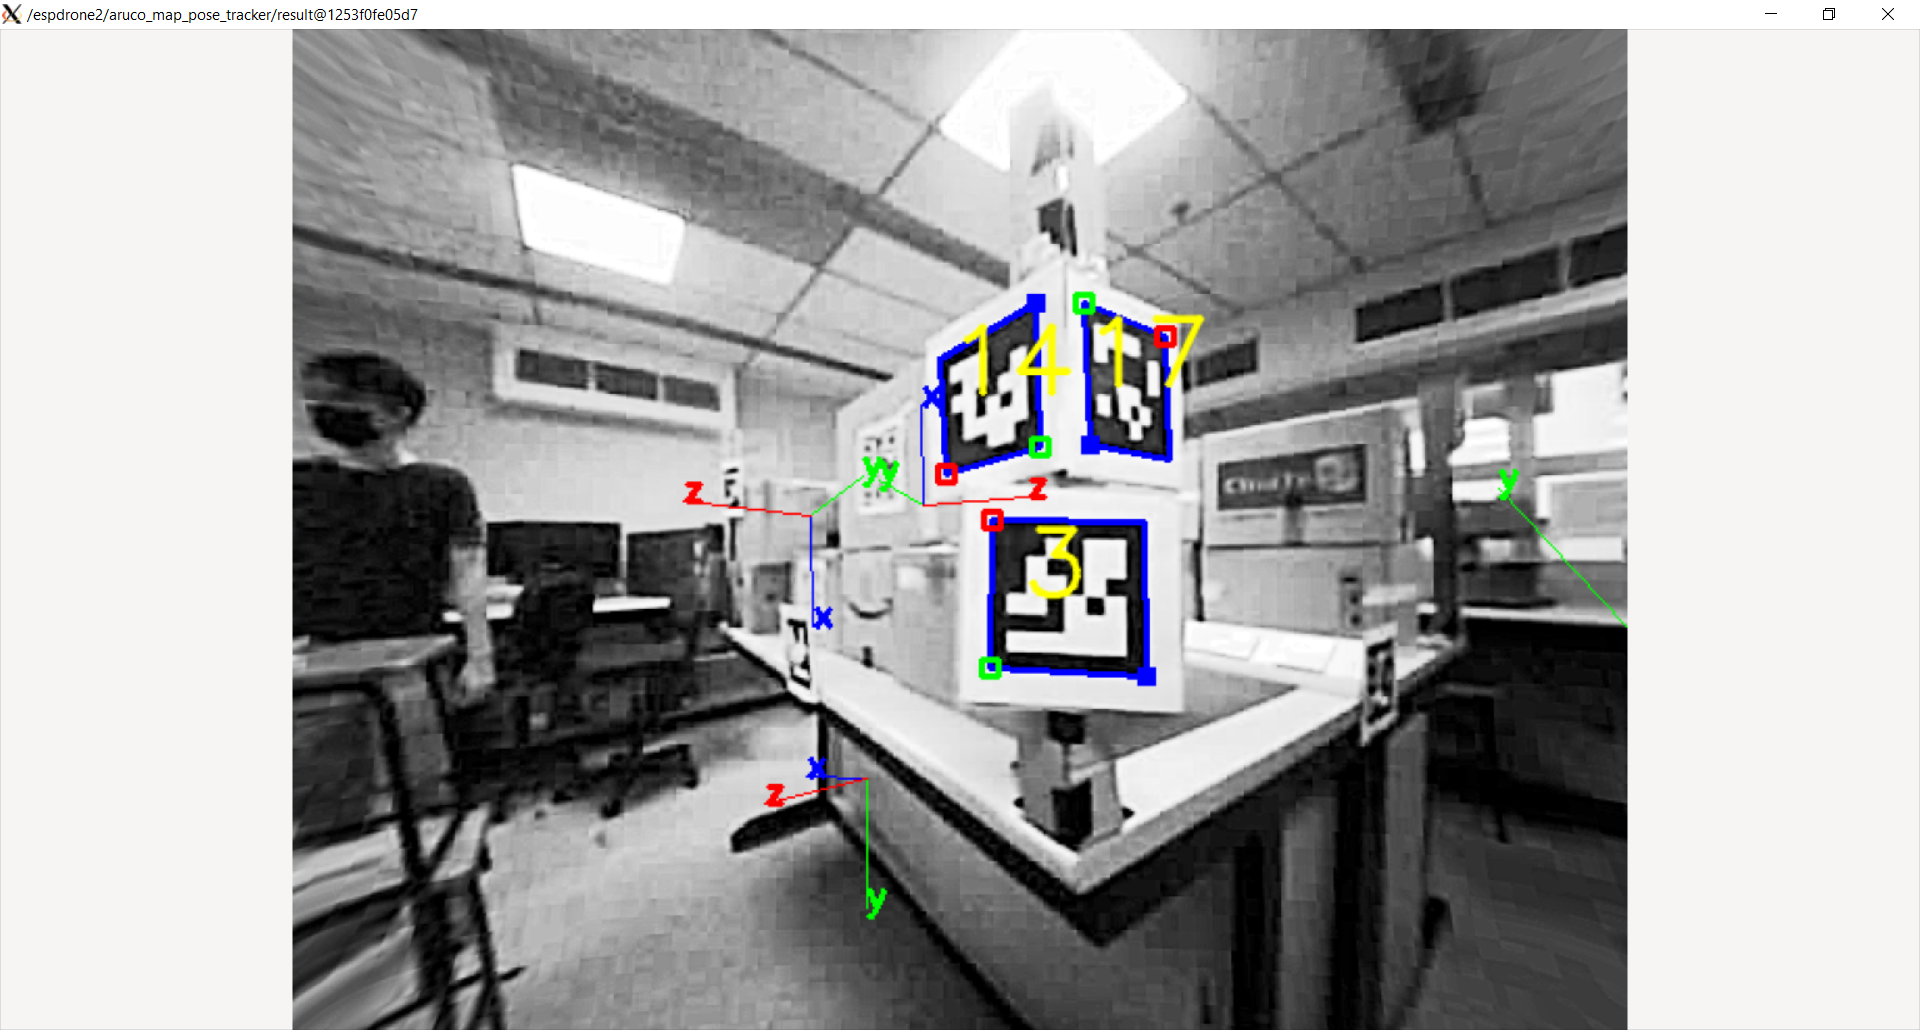 /espdrone2/aruco_map_pose_tracker/result@1253f0fe05d7
14 17
x
yy
z
z
y
3
x
x
z
y